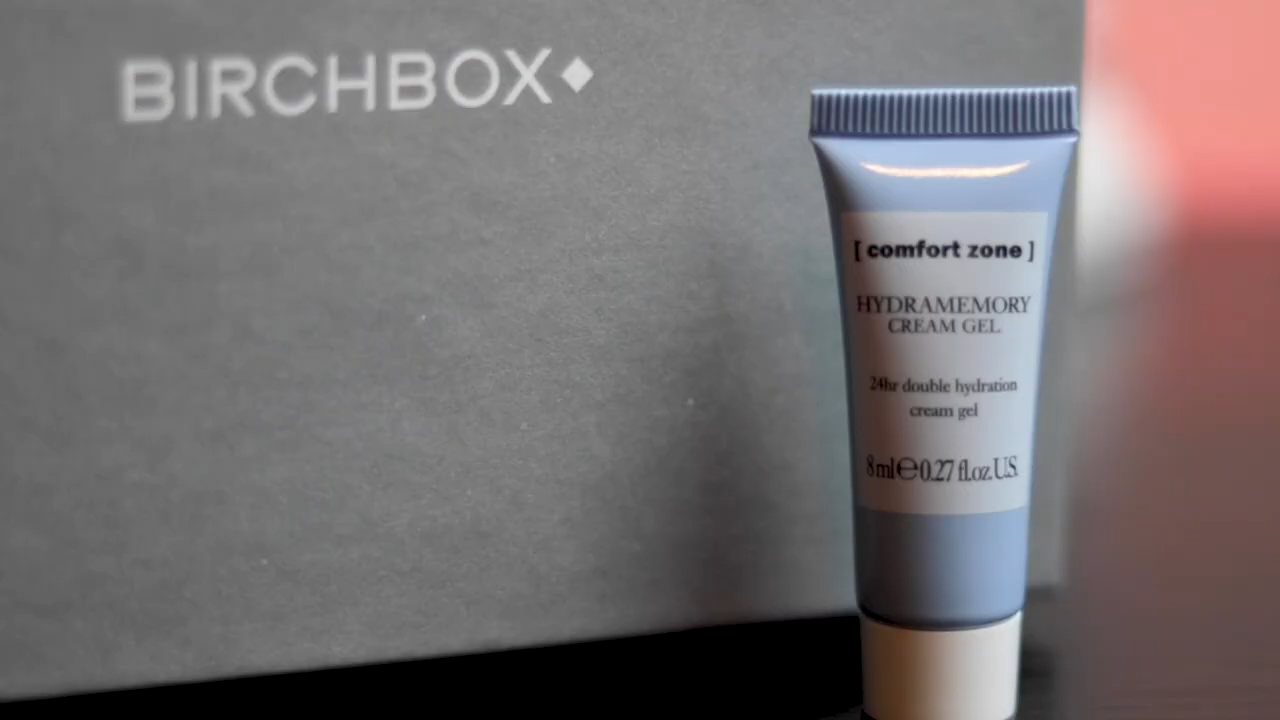 BIRCHBOX♦
[ comfort zone ]
HYDRAMEMORY
CREAM GEL
24hr double hydration
cream gel
8 ml ℮ 0.27 fl.oz. U.S.